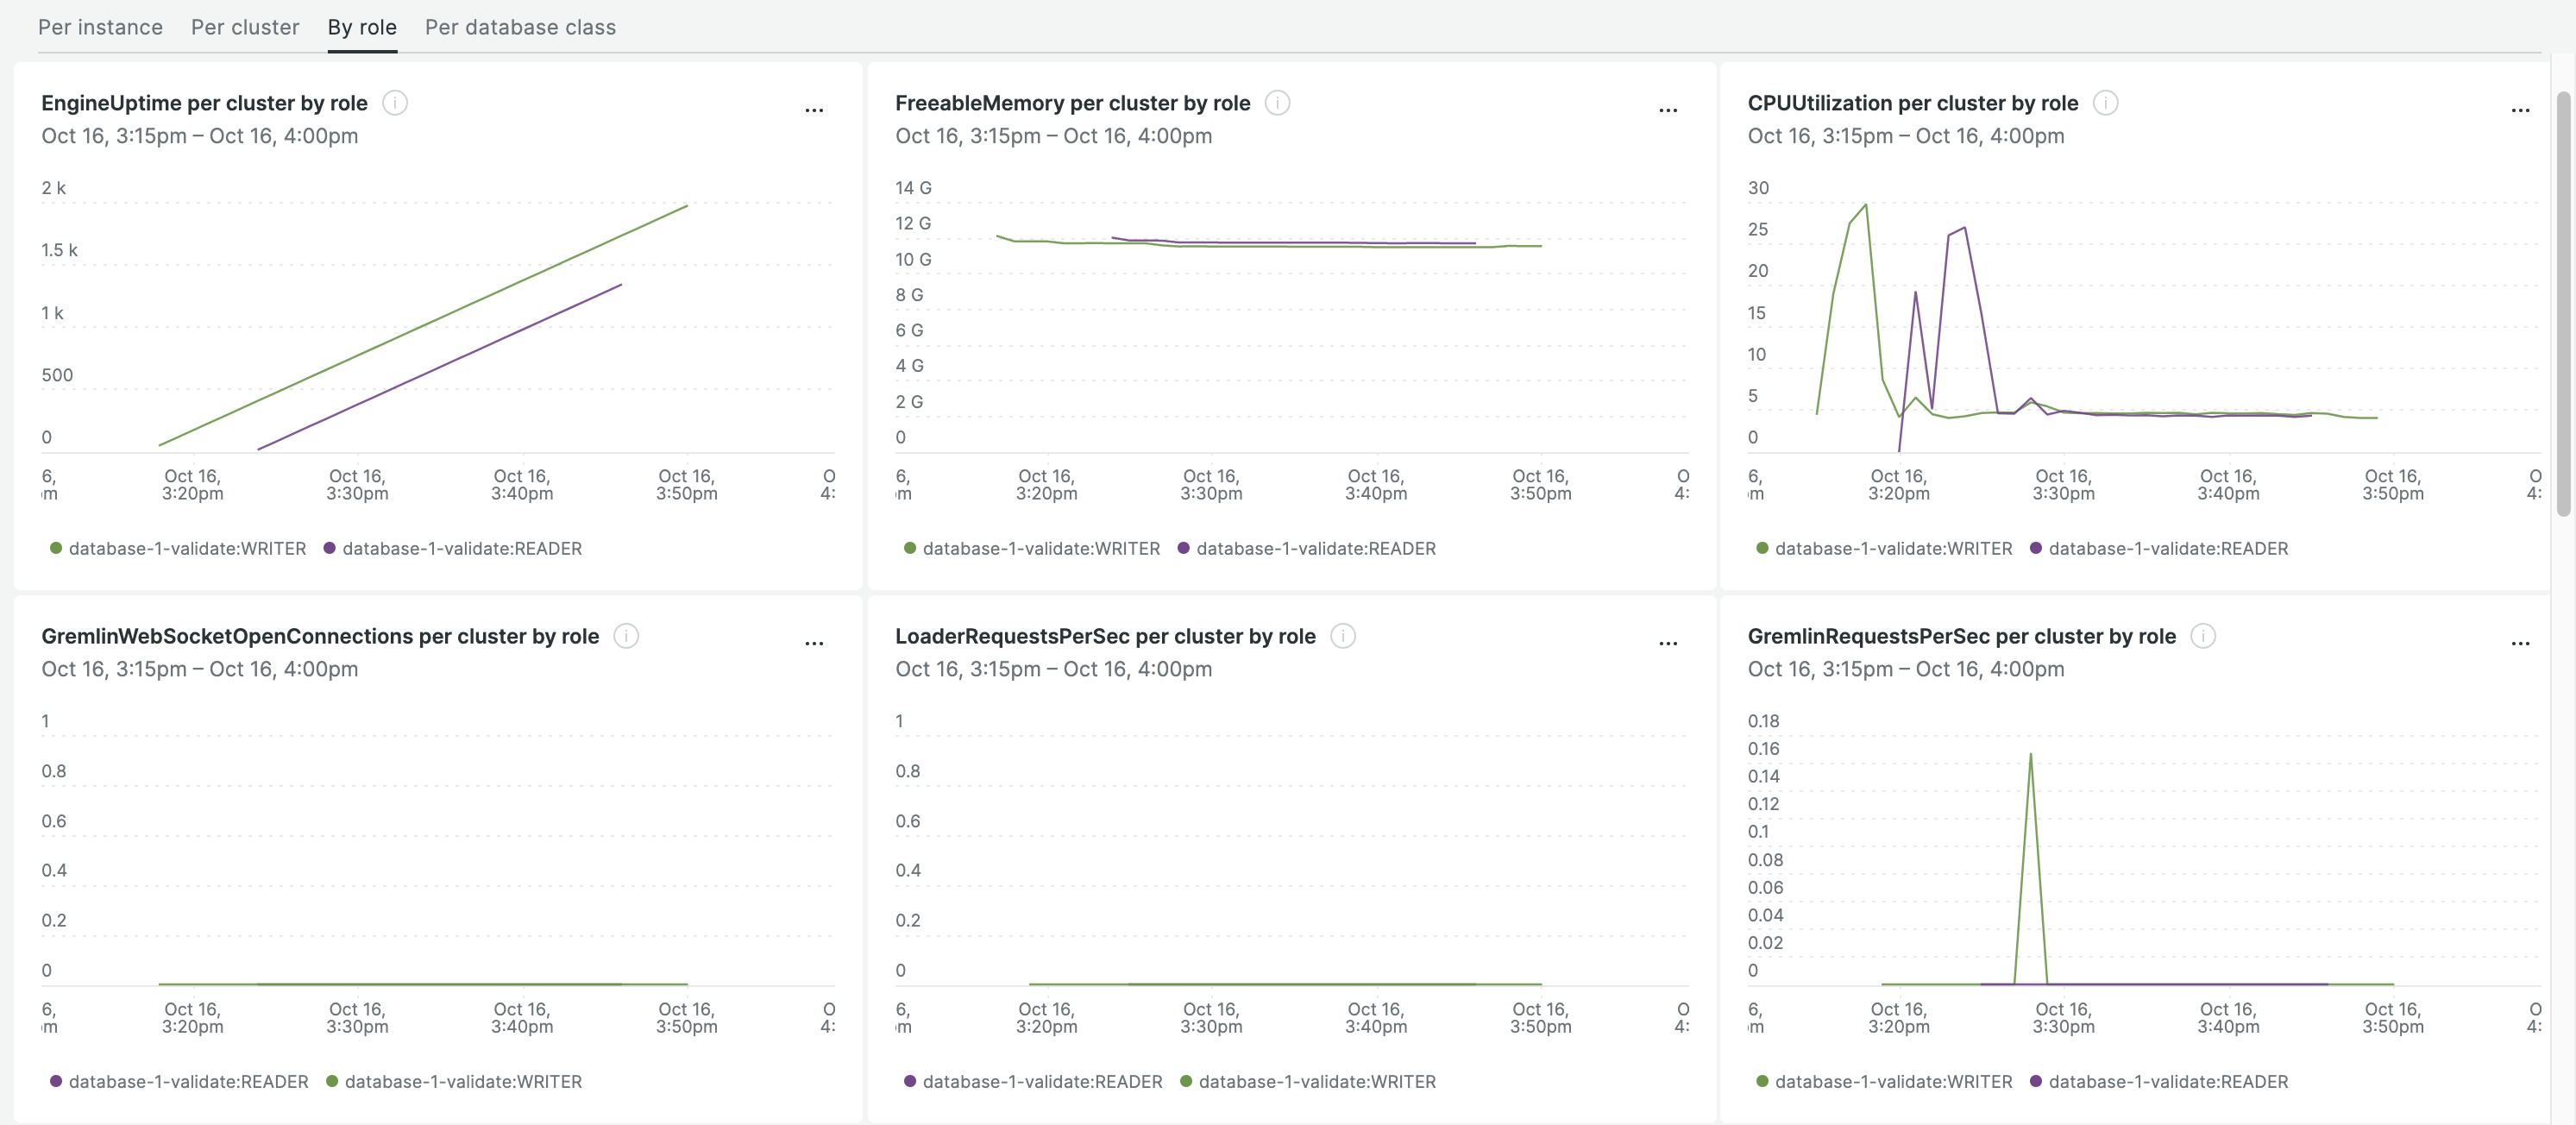 Per instance Per cluster By role Per database class
EngineUptime per cluster by role
Oct 16, 3:15pm – Oct 16, 4:00pm
2 k
1.5 k
1 k
500
0
6, Oct 16, Oct 16, Oct 16, Oct 16, O
m 3:20pm 3:30pm 3:40pm 3:50pm 4:
database-1-validate:WRITER database-1-validate:READER
FreeableMemory per cluster by role
Oct 16, 3:15pm – Oct 16, 4:00pm
14 G
12 G
10 G
8 G
6 G
4 G
2 G
0
6, Oct 16, Oct 16, Oct 16, Oct 16, O
m 3:20pm 3:30pm 3:40pm 3:50pm 4:
database-1-validate:WRITER database-1-validate:READER
CPUUtilization per cluster by role
Oct 16, 3:15pm – Oct 16, 4:00pm
30
25
20
15
10
5
0
6, Oct 16, Oct 16, Oct 16, Oct 16, O
m 3:20pm 3:30pm 3:40pm 3:50pm 4:
database-1-validate:WRITER database-1-validate:READER
GremlinWebSocketOpenConnections per cluster by role
Oct 16, 3:15pm – Oct 16, 4:00pm
1
0.8
0.6
0.4
0.2
0
6, Oct 16, Oct 16, Oct 16, Oct 16, O
m 3:20pm 3:30pm 3:40pm 3:50pm 4:
database-1-validate:READER database-1-validate:WRITER
LoaderRequestsPerSec per cluster by role
Oct 16, 3:15pm – Oct 16, 4:00pm
1
0.8
0.6
0.4
0.2
0
6, Oct 16, Oct 16, Oct 16, Oct 16, O
m 3:20pm 3:30pm 3:40pm 3:50pm 4:
database-1-validate:READER database-1-validate:WRITER
GremlinRequestsPerSec per cluster by role
Oct 16, 3:15pm – Oct 16, 4:00pm
0.18
0.16
0.14
0.12
0.1
0.08
0.06
0.04
0.02
0
6, Oct 16, Oct 16, Oct 16, Oct 16, O
m 3:20pm 3:30pm 3:40pm 3:50pm 4:
database-1-validate:WRITER database-1-validate:READER